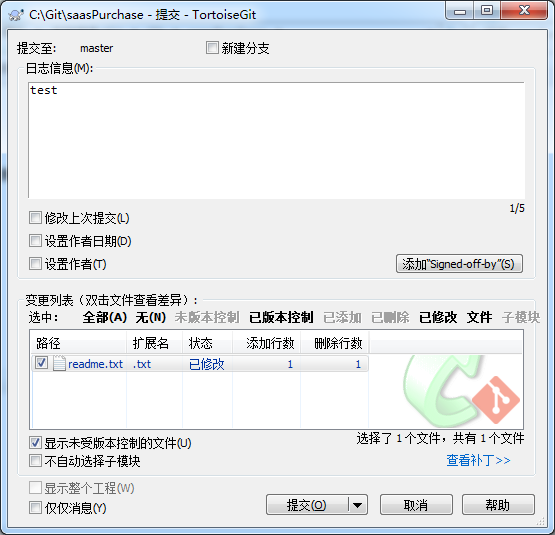 C:\Git\saasPurchase - 提交 - TortoiseGit
提交至: master 新建分支
日志信息(M):
test
1/5
修改上次提交(L)
设置作者日期(D)
设置作者(T) 添加"Signed-off-by"(S)
变更列表（双击文件查看差异）:
选中: 全部(A) 无(N) 未版本控制 已版本控制 已添加 已删除 已修改 文件 子模块
路径 扩展名 状态 添加行数 删除行数
readme.txt .txt 已修改 1 1
显示未受版本控制的文件(U) 选择了 1 个文件，共有 1 个文件
不自动选择子模块 查看补丁>>
显示整个工程(W)
仅仅消息(Y) 提交(O) 取消 帮助